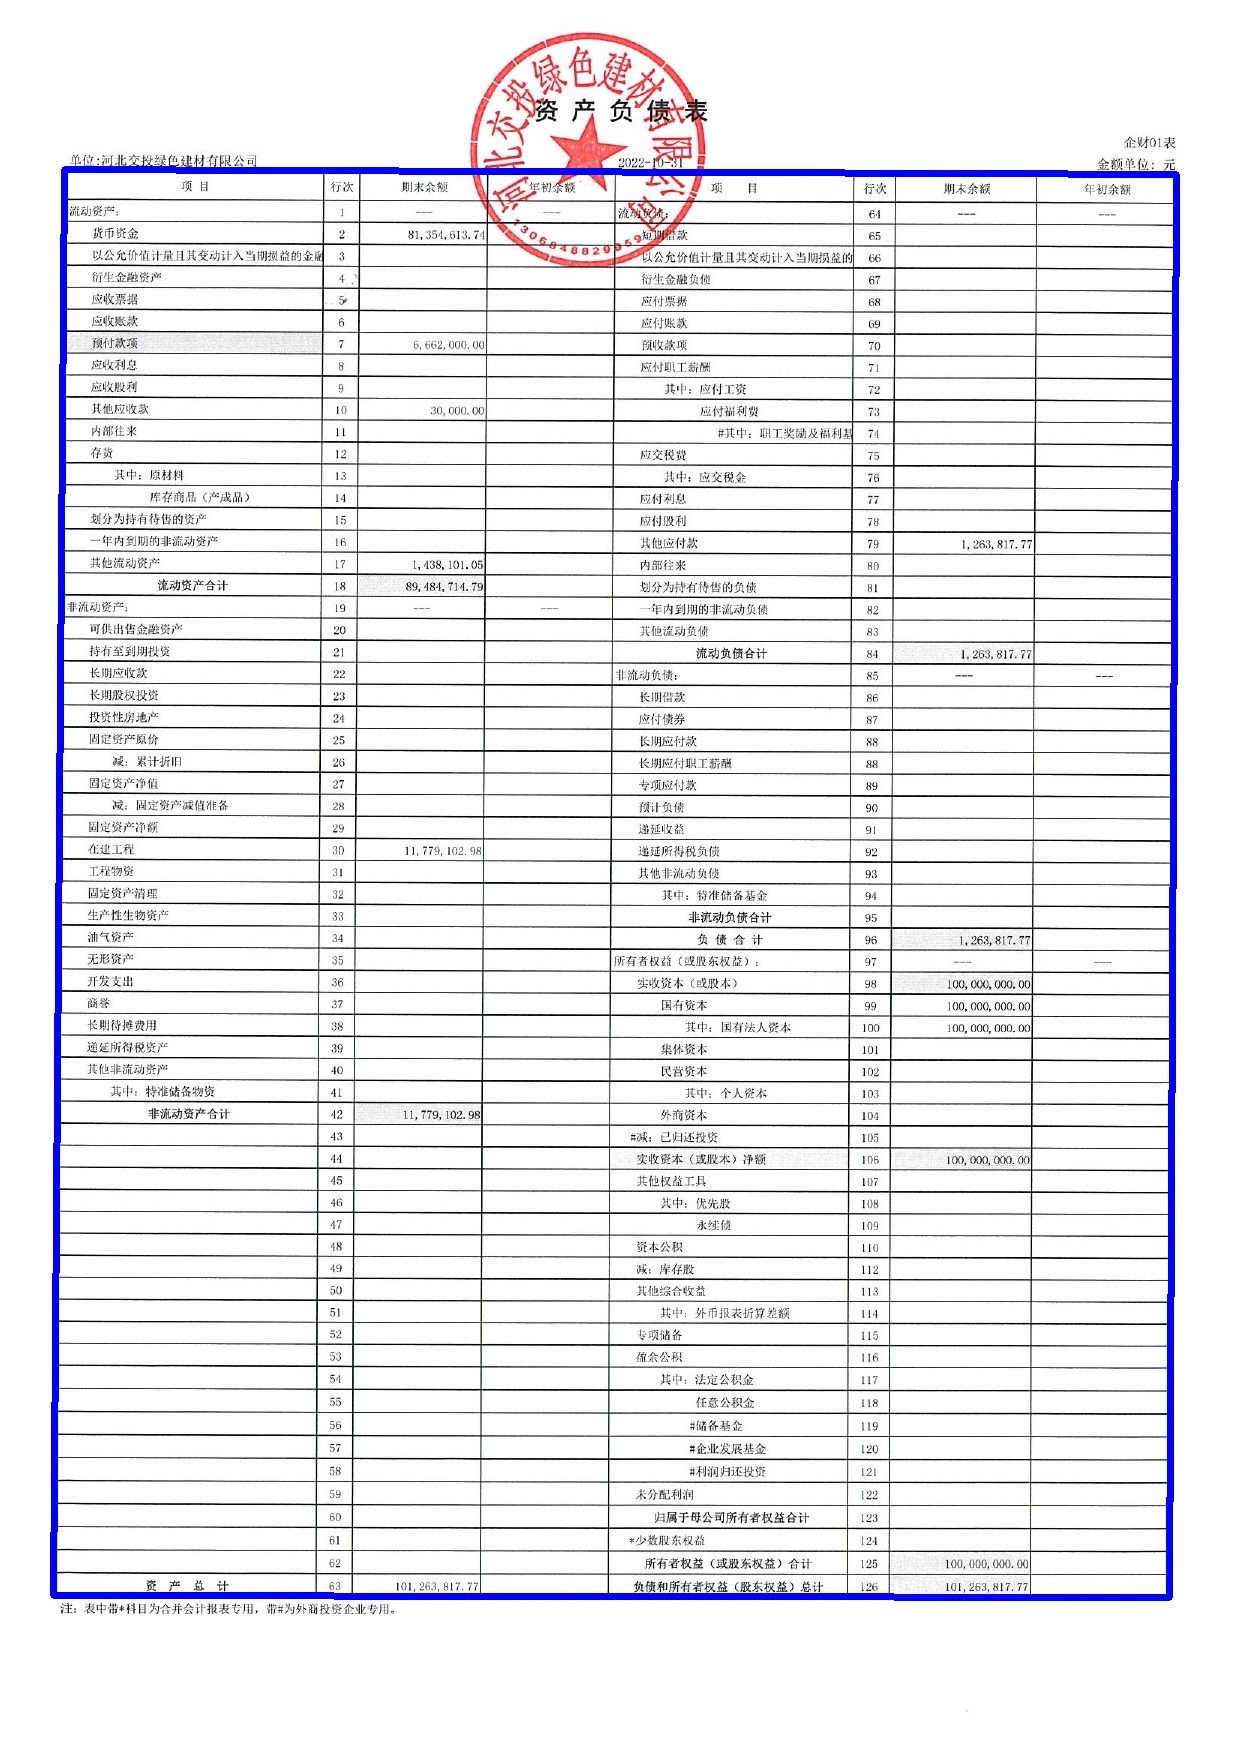 河北交投绿色建材有限公司
资产负债表
企财01表
单位:河北交投绿色建材有限公司 2022-10-31 金额单位：元
1306848829359
项 目 行次 期末余额 年初余额 项 目 行次 期末余额 年初余额
流动资产： 1 --- --- 流动负债： 64 --- ---
货币资金 2 81,354,613.74 短期借款 65
以公允价值计量且其变动计入当期损益的金融 3 以公允价值计量且其变动计入当期损益的 66
衍生金融资产 4 衍生金融负债 67
应收票据 5 应付票据 68
应收账款 6 应付账款 69
预付款项 7 6,662,000.00 预收款项 70
应收利息 8 应付职工薪酬 71
应收股利 9 其中：应付工资 72
其他应收款 10 30,000.00 应付福利费 73
内部往来 11 #其中：职工奖励及福利基 74
存货 12 应交税费 75
其中：原材料 13 其中：应交税金 76
库存商品（产成品） 14 应付利息 77
划分为持有待售的资产 15 应付股利 78
一年内到期的非流动资产 16 其他应付款 79 1,263,817.77
其他流动资产 17 1,438,101.05 内部往来 80
流动资产合计 18 89,484,714.79 划分为持有待售的负债 81
非流动资产： 19 --- --- 一年内到期的非流动负债 82
可供出售金融资产 20 其他流动负债 83
持有至到期投资 21 流动负债合计 84 1,263,817.77
长期应收款 22 非流动负债： 85 --- ---
长期股权投资 23 长期借款 86
投资性房地产 24 应付债券 87
固定资产原价 25 长期应付款 88
减：累计折旧 26 长期应付职工薪酬 88
固定资产净值 27 专项应付款 89
减：固定资产减值准备 28 预计负债 90
固定资产净额 29 递延收益 91
在建工程 30 11,779,102.98 递延所得税负债 92
工程物资 31 其他非流动负债 93
固定资产清理 32 其中：特准储备基金 94
生产性生物资产 33 非流动负债合计 95
油气资产 34 负 债 合 计 96 1,263,817.77
无形资产 35 所有者权益（或股东权益）： 97 --- ---
开发支出 36 实收资本（或股本） 98 100,000,000.00
商誉 37 国有资本 99 100,000,000.00
长期待摊费用 38 其中：国有法人资本 100 100,000,000.00
递延所得税资产 39 集体资本 101
其他非流动资产 40 民营资本 102
其中：特准储备物资 41 其中：个人资本 103
非流动资产合计 42 11,779,102.98 外商资本 104
43 #减：已归还投资 105
44 实收资本（或股本）净额 106 100,000,000.00
45 其他权益工具 107
46 其中：优先股 108
47 永续债 109
48 资本公积 110
49 减：库存股 112
50 其他综合收益 113
51 其中：外币报表折算差额 114
52 专项储备 115
53 盈余公积 116
54 其中：法定公积金 117
55 任意公积金 118
56 #储备基金 119
57 #企业发展基金 120
58 #利润归还投资 121
59 未分配利润 122
60 归属于母公司所有者权益合计 123
61 *少数股东权益 124
62 所有者权益（或股东权益）合计 125 100,000,000.00
资 产 总 计 63 101,263,817.77 负债和所有者权益（股东权益）总计 126 101,263,817.77
注：表中带*科目为合并会计报表专用，带#为外商投资企业专用。